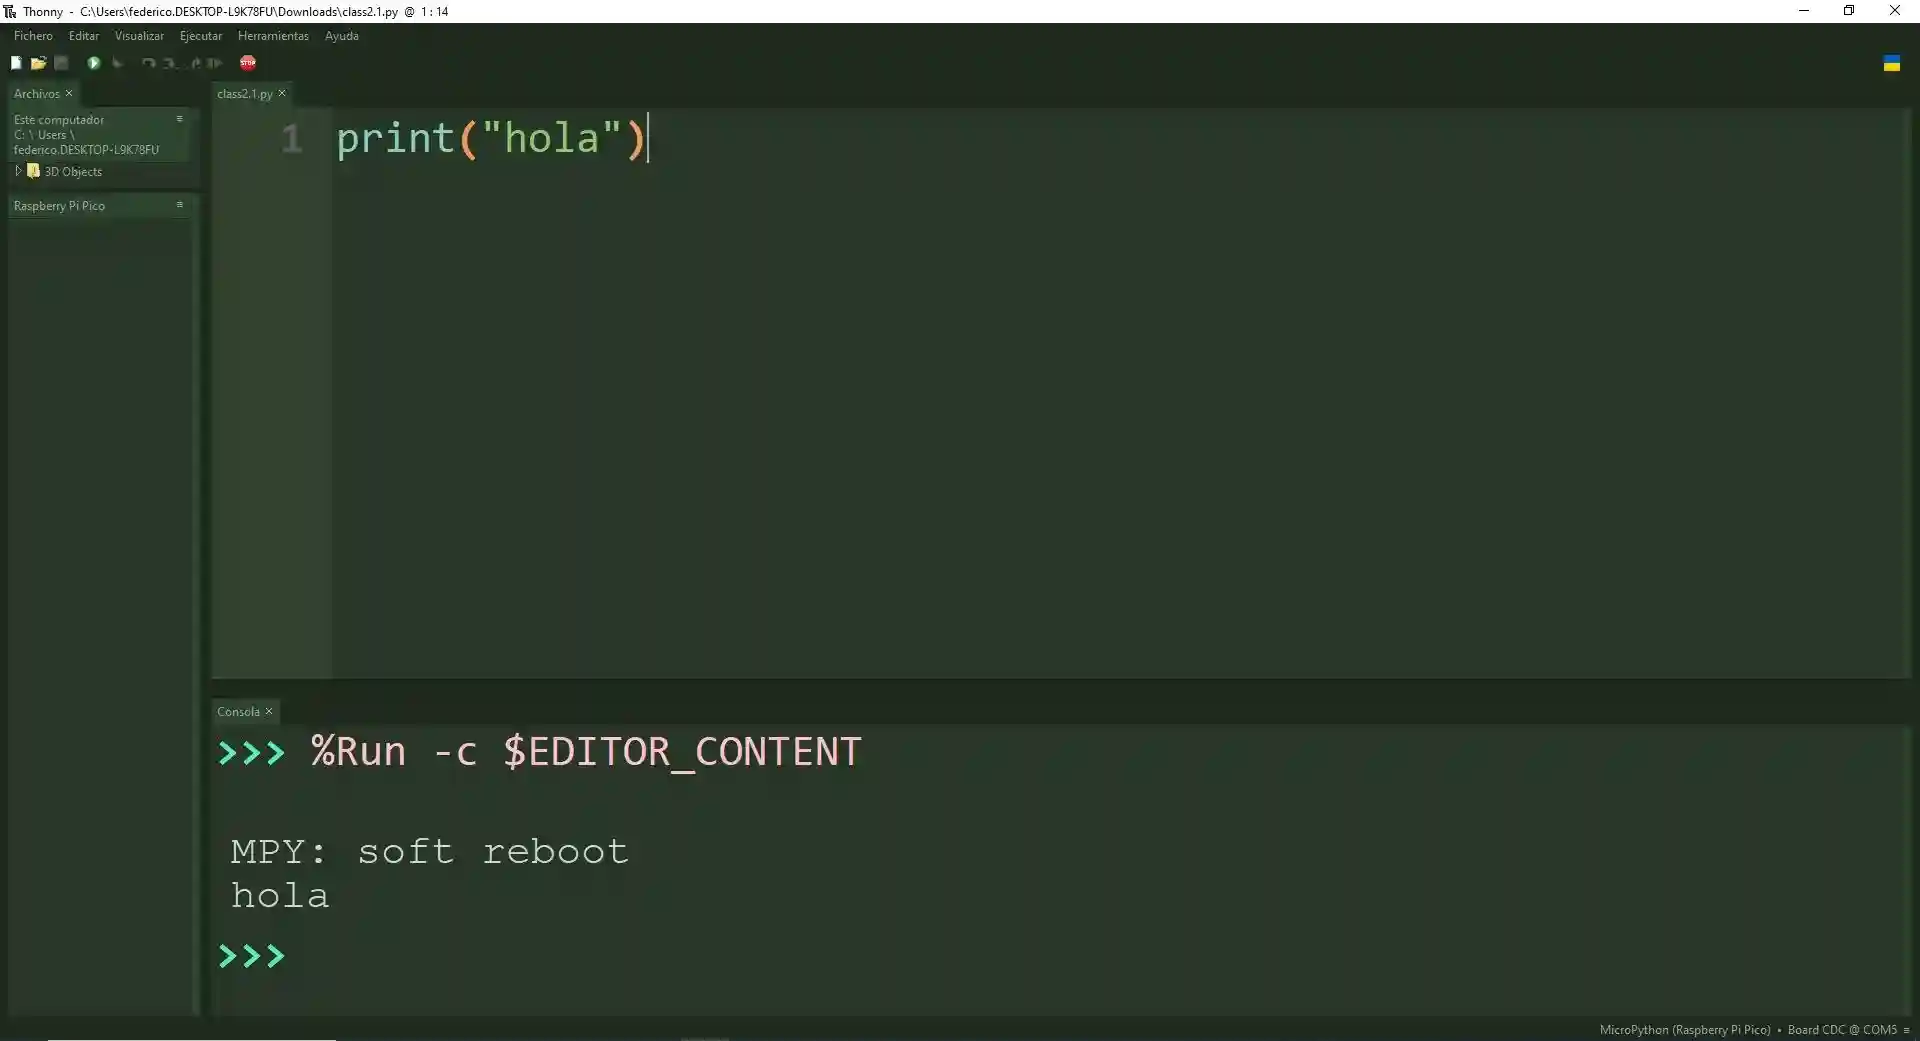 Thonny - C:\Users\federico.DESKTOP-L9K78FU\Downloads\class2.1.py @ 1 : 14
Fichero Editar Visualizar Ejecutar Herramientas Ayuda
STOP
Archivos ×
class2.1.py ×
Este computador
C: \ Users \
federico.DESKTOP-L9K78FU
3D Objects
Raspberry Pi Pico
1 print("hola")
Consola ×
>>> %Run -c $EDITOR_CONTENT
MPY: soft reboot
hola
>>>
MicroPython (Raspberry Pi Pico) • Board CDC @ COM5 ≡